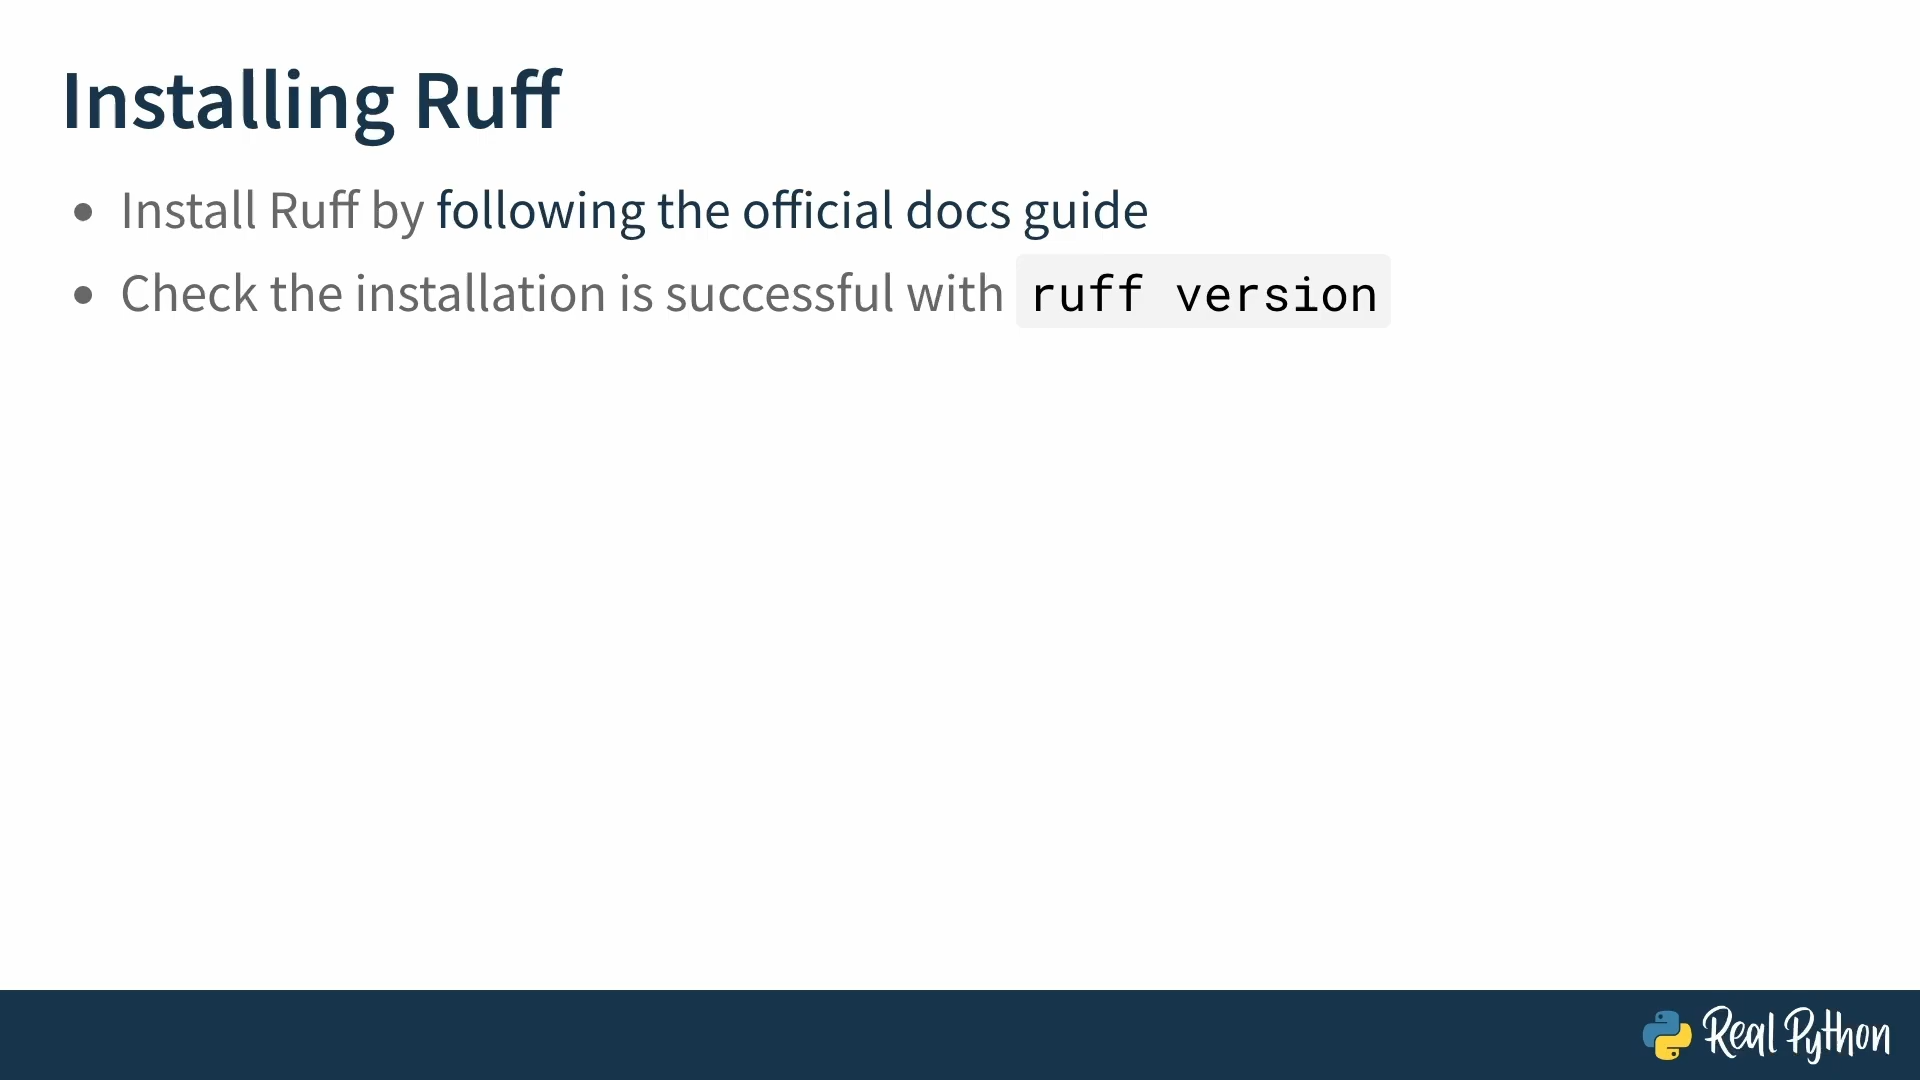 Installing Ruff
• Install Ruff by following the official docs guide
• Check the installation is successful with ruff version
Real Python